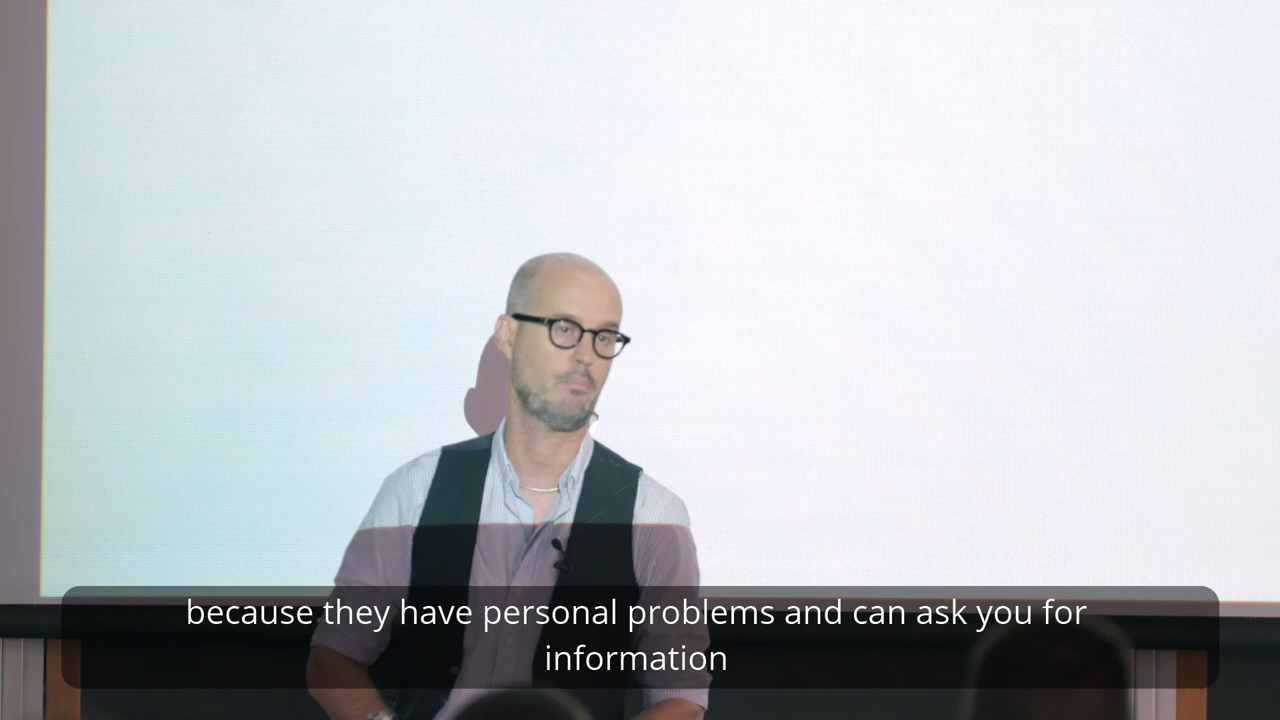 because they have personal problems and can ask you for
information